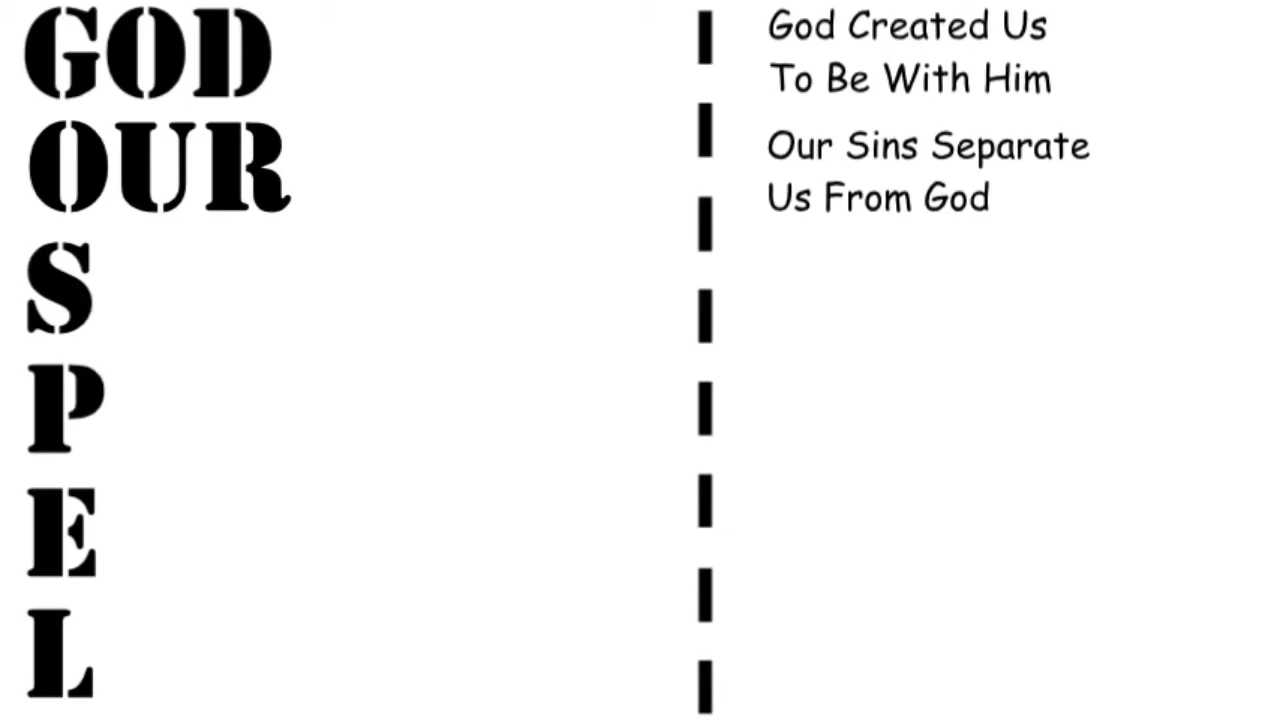 GOD
OUR
S
P
E
L
God Created Us
To Be With Him
Our Sins Separate
Us From God